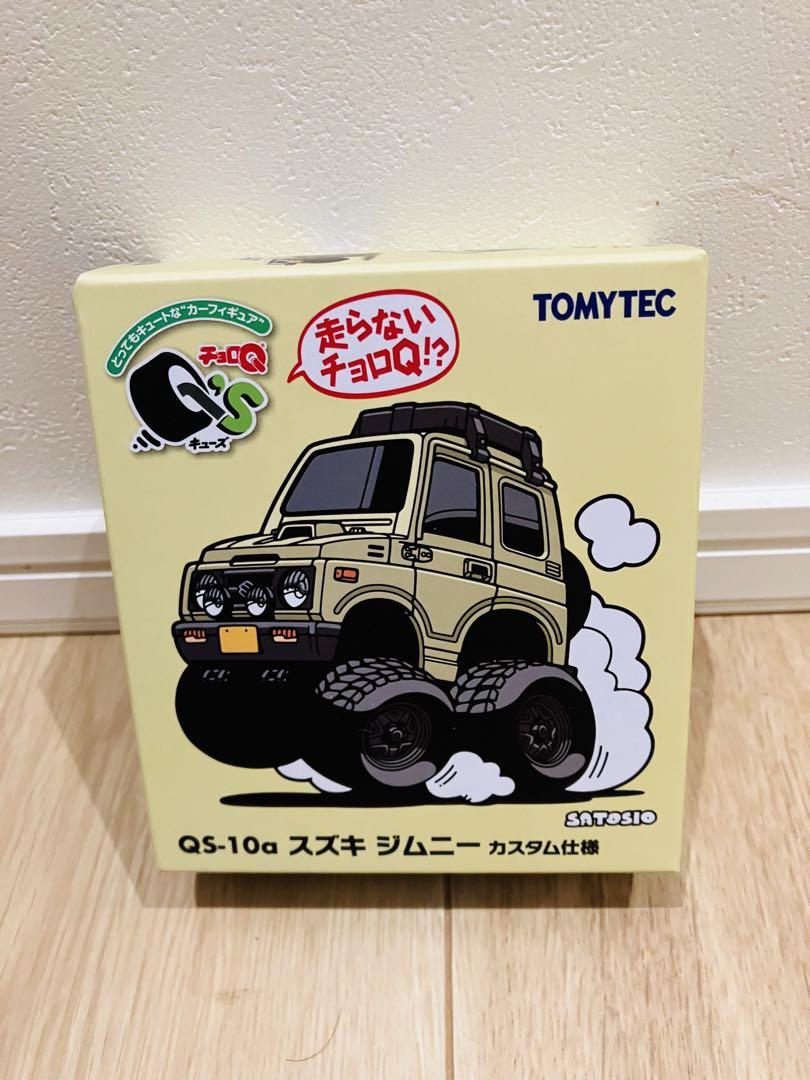 とってもキュートな"カーフィギュア"
チョロQ
Q'S
キューズ
走らない
チョロQ!?
TOMYTEC
SATOSIO
QS-10a スズキ ジムニー カスタム仕様